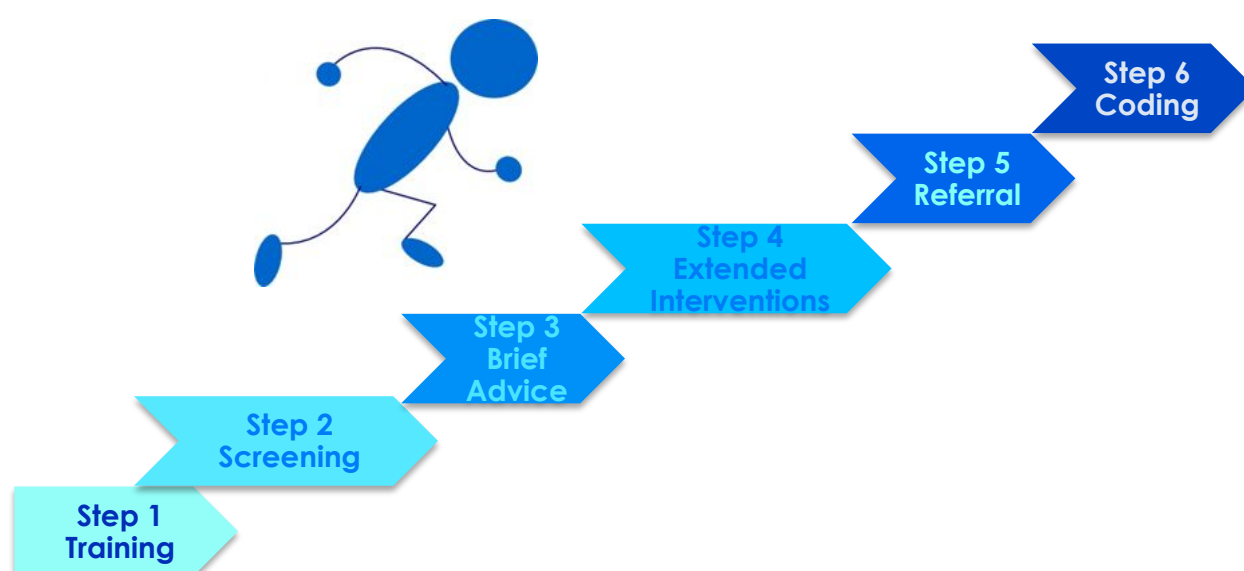 Step 1
Training
Step 2
Screening
Step 3
Brief
Advice
Step 4
Extended
Interventions
Step 5
Referral
Step 6
Coding